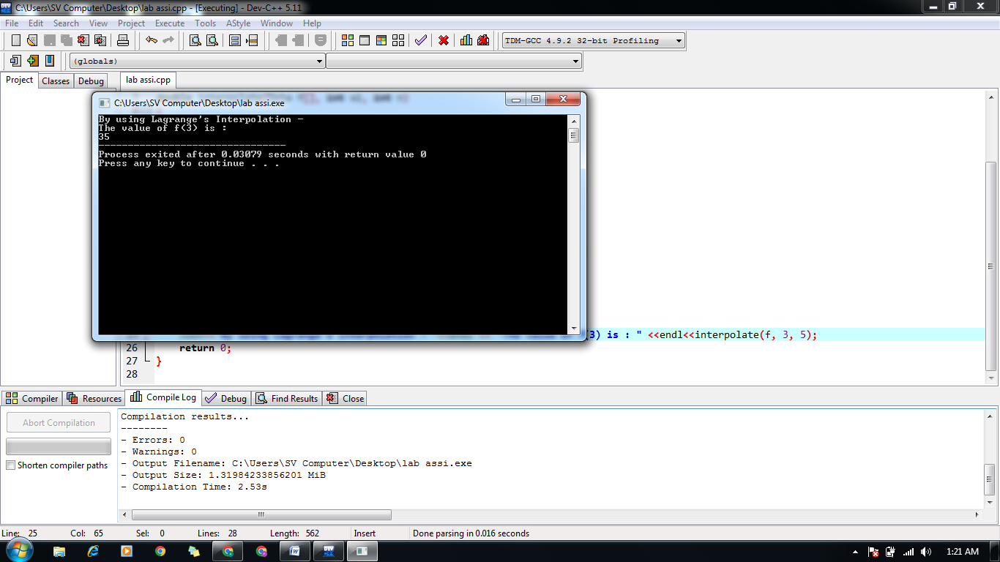 C:\Users\SV Computer\Desktop\lab assi.cpp - [Executing] - Dev-C++ 5.11
File Edit Search View Project Execute Tools AStyle Window Help
TDM-GCC 4.9.2 32-bit Profiling
(globals)
Project Classes Debug
lab assi.cpp
C:\Users\SV Computer\Desktop\lab assi.exe
By using Lagrange's Interpolation -
The value of f(3) is :
35
--------------------------------
Process exited after 0.03079 seconds with return value 0
Press any key to continue . . .
(3) is : " <<endl<<interpolate(f, 3, 5);
26 return 0;
27 }
28
Compiler Resources Compile Log Debug Find Results Close
Abort Compilation
Shorten compiler paths
Compilation results...
--------
- Errors: 0
- Warnings: 0
- Output Filename: C:\Users\SV Computer\Desktop\lab assi.exe
- Output Size: 1.31984233856201 MiB
- Compilation Time: 2.53s
Line: 25 Col: 65 Sel: 0 Lines: 28 Length: 562 Insert Done parsing in 0.016 seconds
1:21 AM